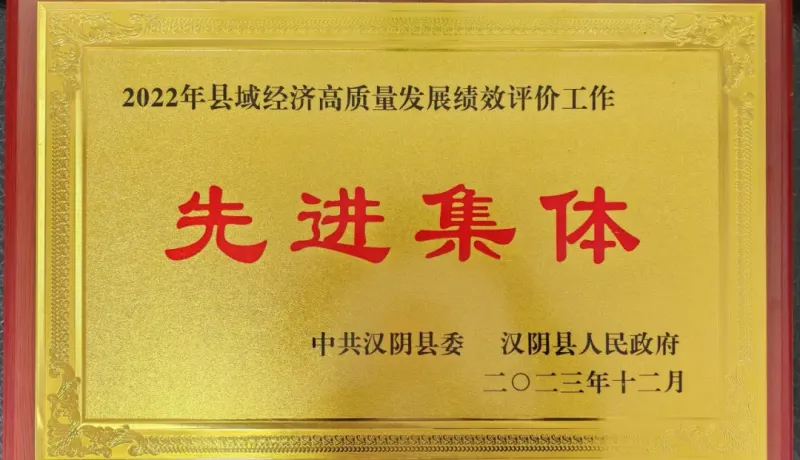 2022年县域经济高质量发展绩效评价工作
先进集体
中共汉阴县委 汉阴县人民政府
二〇二三年十二月